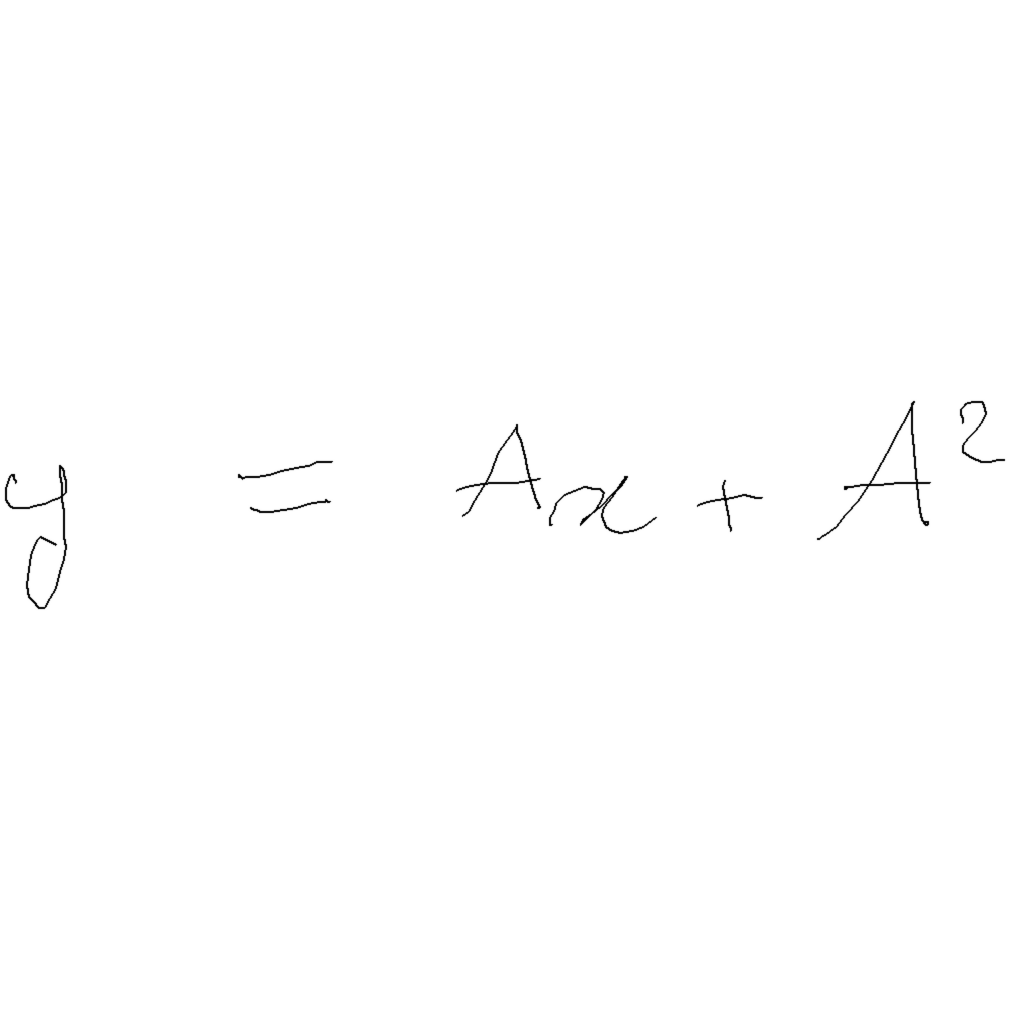 y = Ax + A²